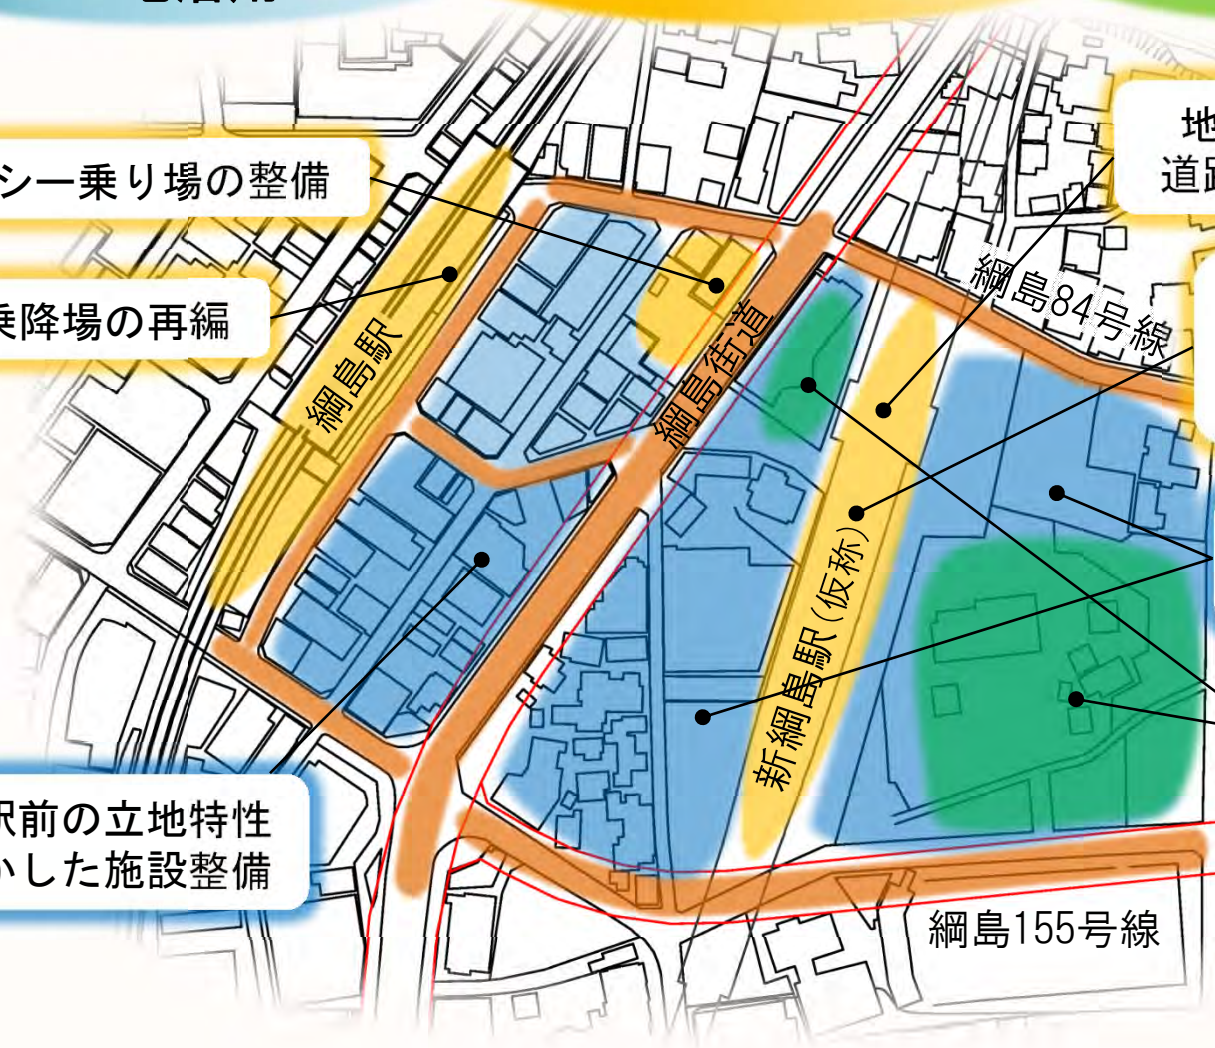 シー乗り場の整備
乗降場の再編
地
道路
綱島84号線
綱島街道
綱島駅
新綱島駅(仮称)
駅前の立地特性
かした施設整備
綱島155号線